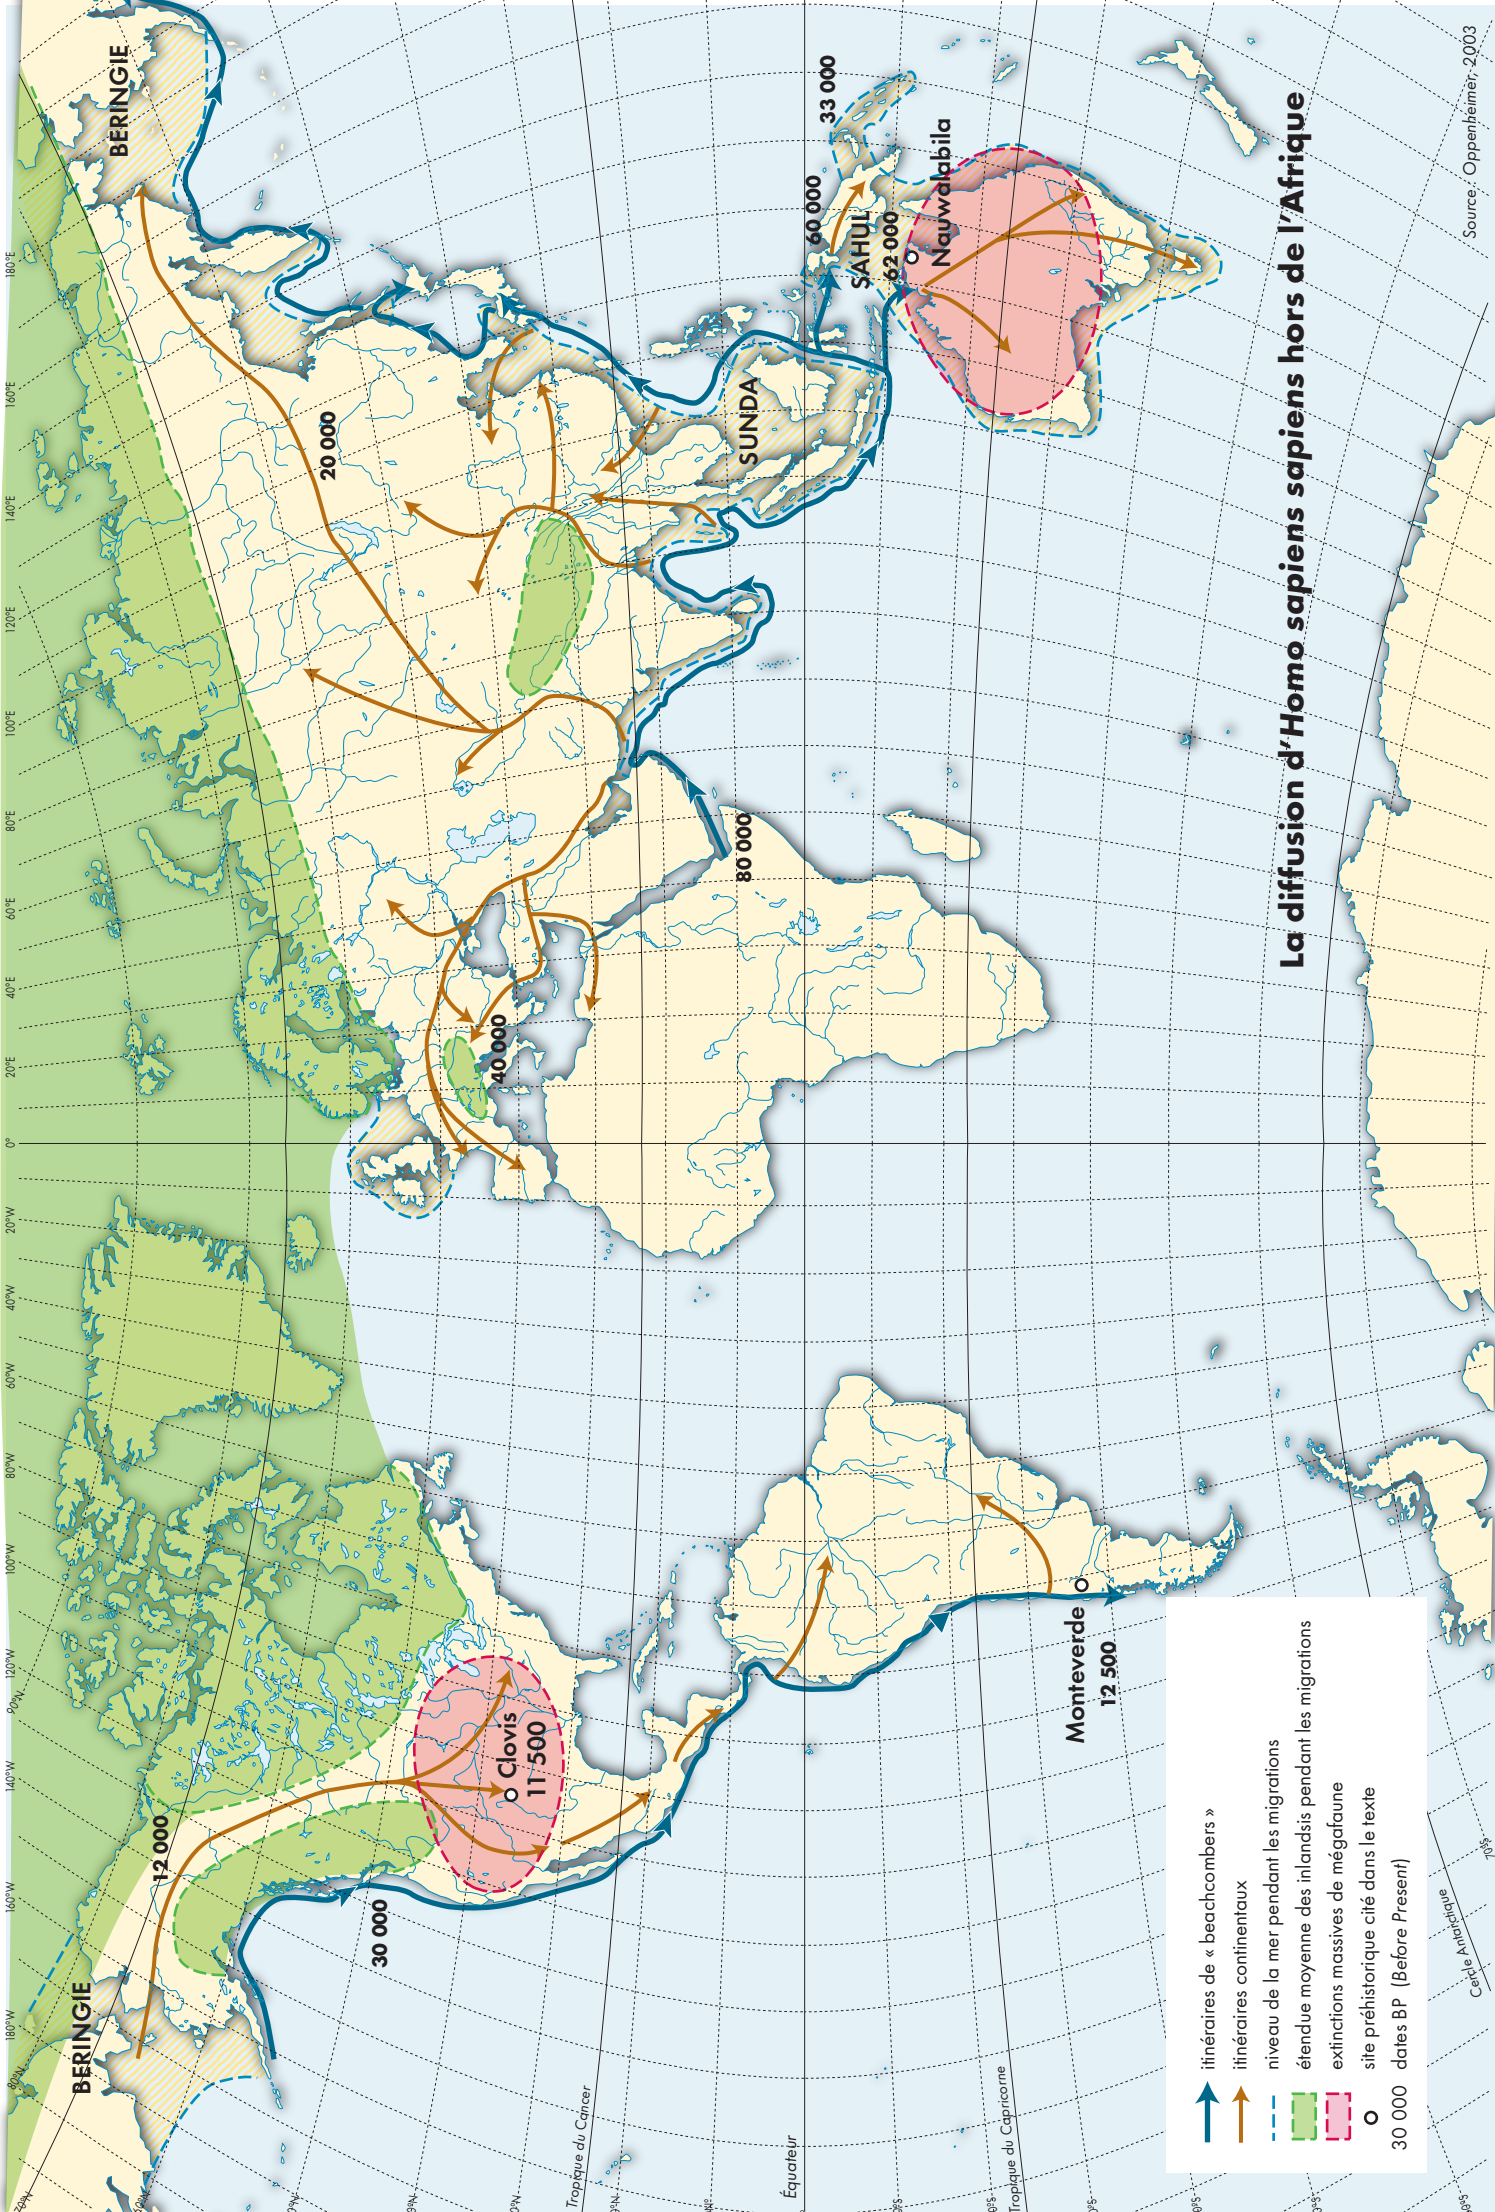 La diffusion d'Homo sapiens sapiens hors de l'Afrique
Source : Oppenheimer, 2003
180°W
160°W
140°W
120°W
100°W
80°W
60°W
40°W
20°W
0°
20°E
40°E
60°E
80°E
100°E
120°E
140°E
160°E
180°E
80°N
90°N
70°N
BERINGIE
12 000
30 000
Clovis
11 500
Monteverde
12 500
40 000
80 000
20 000
BERINGIE
SUNDA
60 000
33 000
SAHUL
62 000
Nauwalabila
Tropique du Cancer
Équateur
Tropique du Capricorne
Cercle Antarctique
70°S
itinéraires de « beachcombers »
itinéraires continentaux
niveau de la mer pendant les migrations
étendue moyenne des inlandsis pendant les migrations
extinctions massives de mégafaune
site préhistorique cité dans le texte
30 000 dates BP (Before Present)